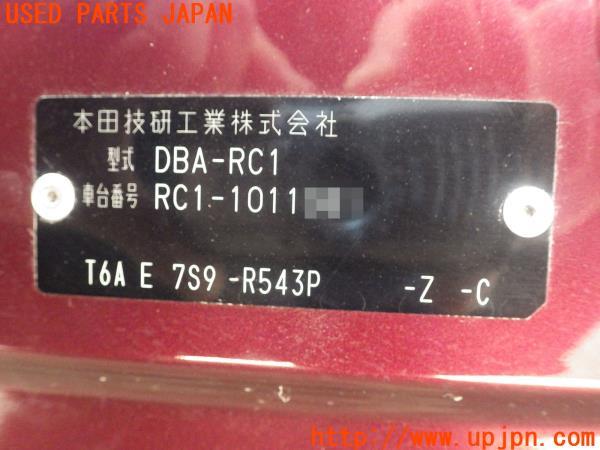 USED PARTS JAPAN
本田技研工業株式会社
型式 DBA-RC1
車台番号 RC1-1011
T6A E 7S9 -R543P -Z -C
http://www.upjpn.com/